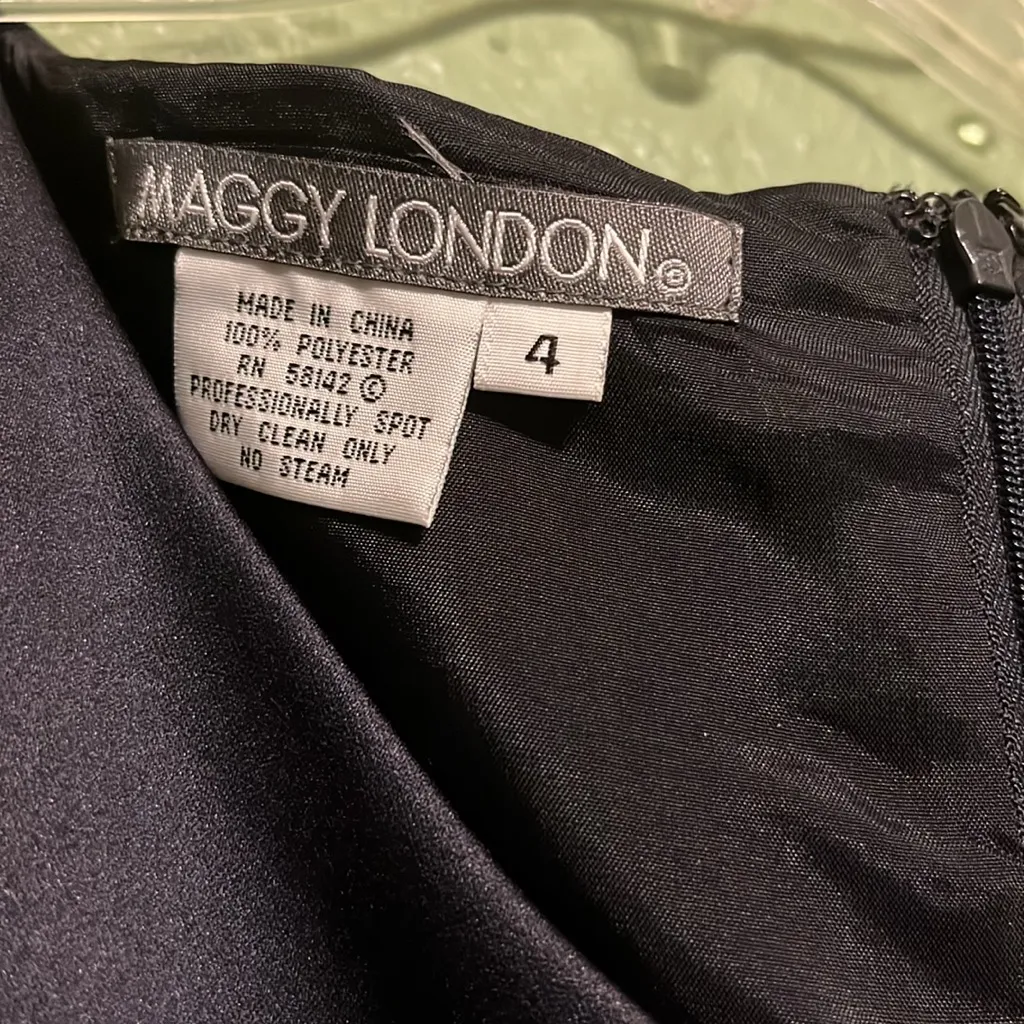 MAGGY LONDON®
MADE IN CHINA
100% POLYESTER
RN 58142 ©
PROFESSIONALLY SPOT
DRY CLEAN ONLY
NO STEAM
4